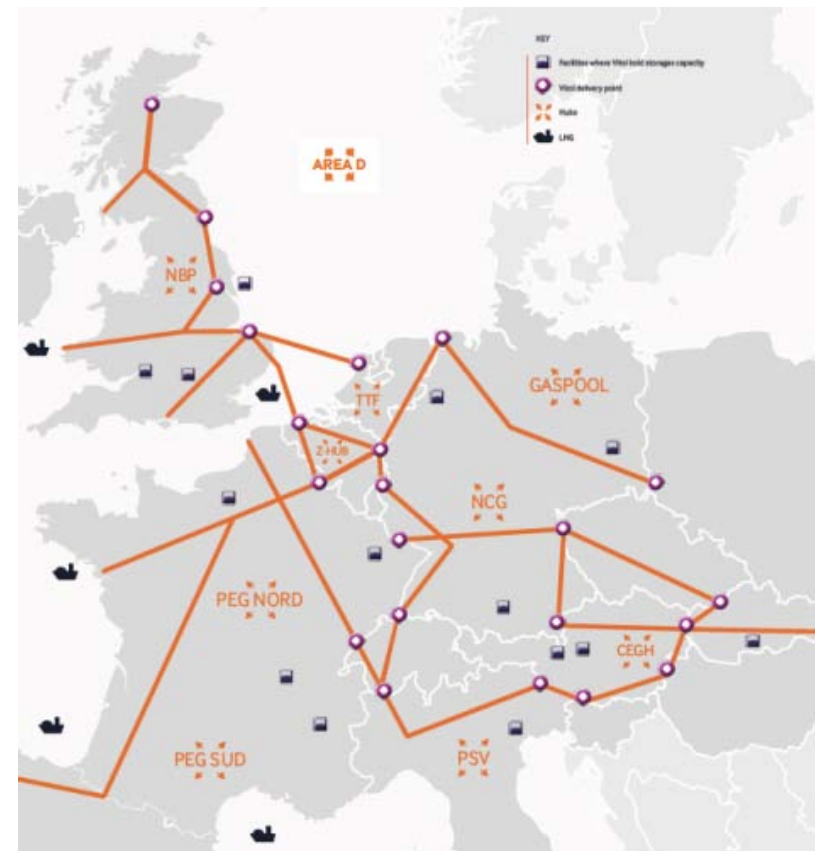 KEY
Facilities where Vitol hold storages capacity
Vitol delivery point
Hubs
LNG
AREA D
NBP
TTF
GASPOOL
Z-HUB
NCG
PEG NORD
CEGH
PEG SUD
PSV